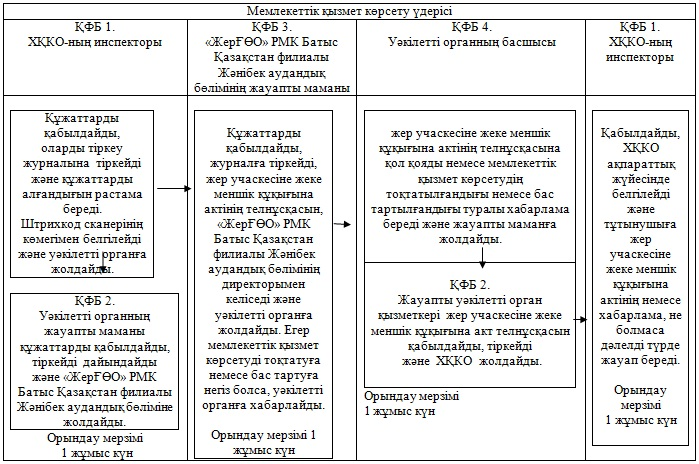 Мемлекеттік қызмет көрсету үдерісі
ҚФБ 1.
ХҚКО-ның инспекторы
ҚФБ 3.
«ЖерҒӨО» РМК Батыс
Қазақстан филиалы
Жәнібек аудандық
бөлімінің жауапты маманы
ҚФБ 4.
Уәкілетті органның басшысы
ҚФБ 1.
ХҚКО-ның
инспекторы
Құжаттарды
қабылдайды,
оларды тіркеу
журналына тіркейді
және құжаттарды
алғандығын растама
береді.
Штрихкод сканерінің
көмегімен белгілейді
және уәкілетті органға
жолдайды.
ҚФБ 2.
Уәкілетті органның
жауапты маманы
құжаттарды қабылдайды,
тіркейді дайындайды
және «ЖерҒӨО» РМК
Батыс Қазақстан филиалы
Жәнібек аудандық бөліміне
жолдайды.
Орындау мерзімі
1 жұмыс күн
Құжаттарды
қабылдайды,
журналға тіркейді,
жер учаскесіне жеке
меншік құқығына
актінің телнұсқасын,
«ЖерҒӨО» РМК
Батыс Қазақстан
филиалы Жәнібек
аудандық бөлімінің
директорымен
келіседі және
уәкілетті органға
жолдайды. Егер
мемлекеттік қызмет
көрсетуді тоқтатуға
немесе бас тартуға
негіз болса, уәкілетті
органға хабарлайды.
Орындау мерзімі 1
жұмыс күн
жер учаскесіне жеке меншік
құқығына актінің телнұсқасына
қол қояды немесе мемлекеттік
қызмет көрсетудің
тоқтатылғандығы немесе бас
тартылғандығы туралы хабарлама
береді және жауапты маманға
жолдайды.
ҚФБ 2.
Жауапты уәкілетті орган
қызметкері жер учаскесіне жеке
меншік құқығына акт телнұсқасын
қабылдайды, тіркейді
және ХҚКО жолдайды.
Орындау мерзімі
1 жұмыс күн
Қабылдайды,
ХҚКО
ақпараттық
жүйесінде
белгілейді
және
тұтынушыға
жер
учаскесіне
жеке меншік
құқығына
актінің немесе
хабарлама, не
болмаса
дәлелді түрде
жауап береді.
Орындау
мерзімі
1 жұмыс күн